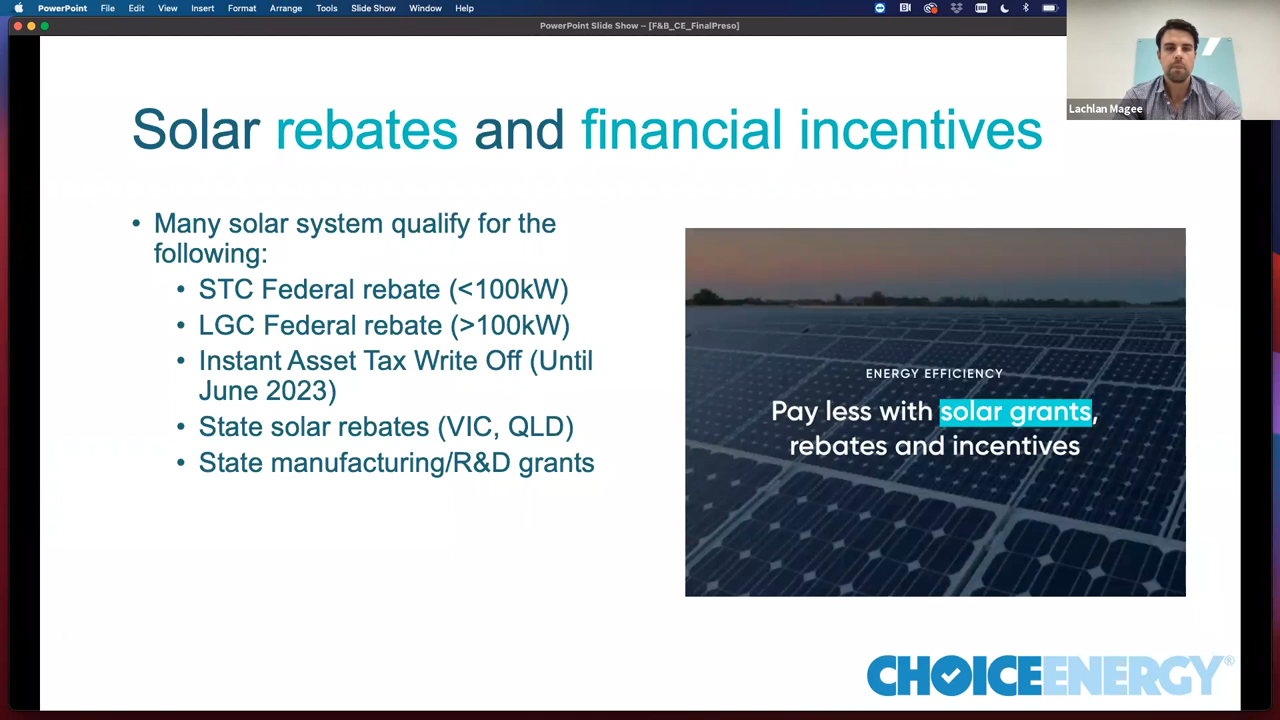 PowerPoint File Edit View Insert Format Arrange Tools Slide Show Window Help
PowerPoint Slide Show – [F&B_CE_FinalPreso]
Lachlan Magee
Solar rebates and financial incentives
• Many solar system qualify for the
following:
• STC Federal rebate (<100kW)
• LGC Federal rebate (>100kW)
• Instant Asset Tax Write Off (Until
June 2023)
• State solar rebates (VIC, QLD)
• State manufacturing/R&D grants
ENERGY EFFICIENCY
Pay less with solar grants,
rebates and incentives
CHOICEENERGY®